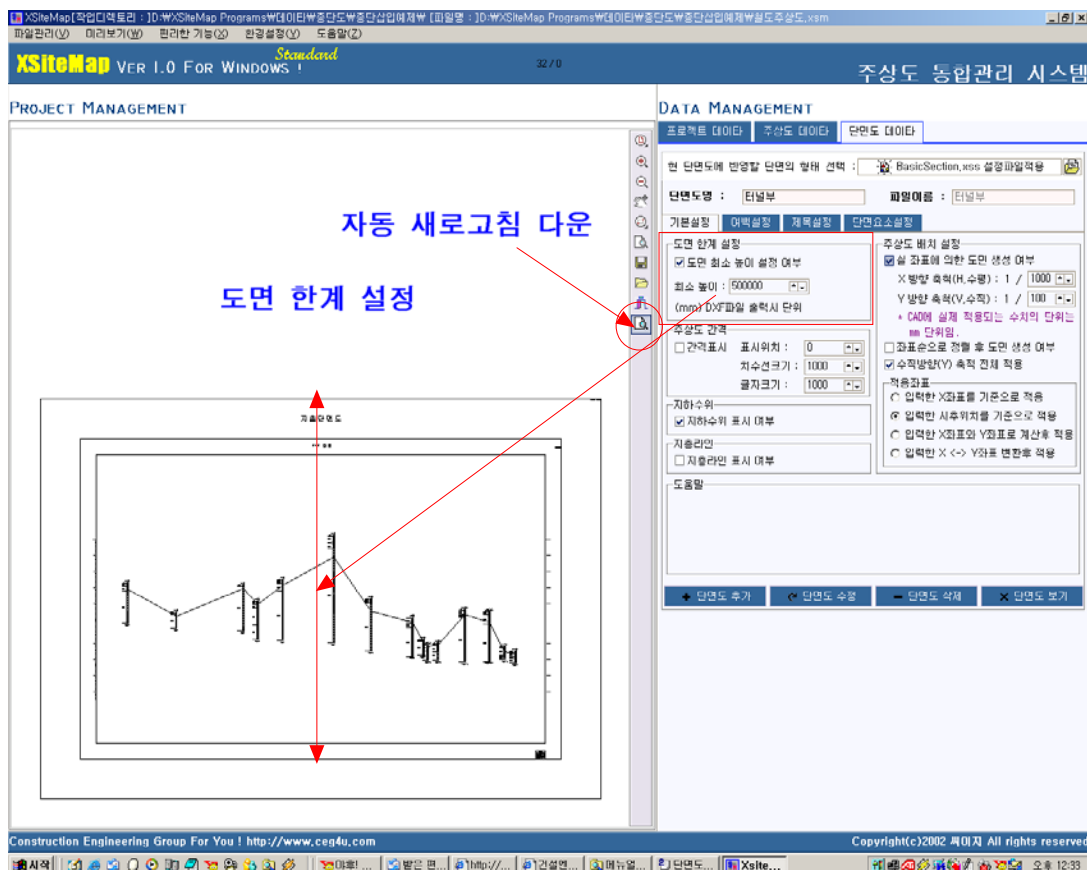 XSiteMap[작업디렉토리 : ]D:₩XSiteMap Programs₩데이터₩종단도₩종단삽입예제₩ [파일명 : ]D:₩XSiteMap Programs₩데이터₩종단도₩종단삽입예제₩철도주상도.xsm
파일관리(V) 미리보기(W) 편리한 기능(X) 환경설정(Y) 도움말(Z)
XSiteMap VER 1.0 FOR WINDOWS ! Standard
32 / 0
주상도 통합관리 시스템
PROJECT MANAGEMENT
DATA MANAGEMENT
프로젝트 데이타 주상도 데이타 단면도 데이타
현 단면도에 반영할 단면의 형태 선택 : BasicSection.xss 설정파일적용
단면도명 : 터널부 파일이름 : 터널부
기본설정 여백설정 제목설정 단면요소설정
자동 새로고침 다운
도면 한계 설정
도면 한계 설정
도면 최소 높이 설정 여부
최소 높이 : 500000
(mm) DXF파일 출력시 단위
주상도 간격
간격표시 표시위치 : 0
치수선크기 : 1000
글자크기 : 1000
지하수위
지하수위 표시 여부
지층라인
지층라인 표시 여부
주상도 배치 설정
실 좌표에 의한 도면 생성 여부
X 방향 축척(H,수평) : 1 / 1000
Y 방향 축척(V,수직) : 1 / 100
* CAD에 실제 적용되는 수치의 단위는
mm 단위임.
좌표순으로 정렬 후 도면 생성 여부
수직방향(Y) 축척 전체 적용
적용좌표
입력한 X좌표를 기준으로 적용
입력한 시추위치를 기준으로 적용
입력한 X좌표와 Y좌표로 계산후 적용
입력한 X <-> Y좌표 변환후 적용
도움말
지층단면도
단면도 추가 단면도 수정 단면도 삭제 단면도 보기
Construction Engineering Group For You ! http://www.ceg4u.com
Copyright(c)2002 씨이지 All rights reserved
시작 야후!... 받은 편... http://... 건설엔... 메뉴얼... 단면도... Xsite... 오후 12:33